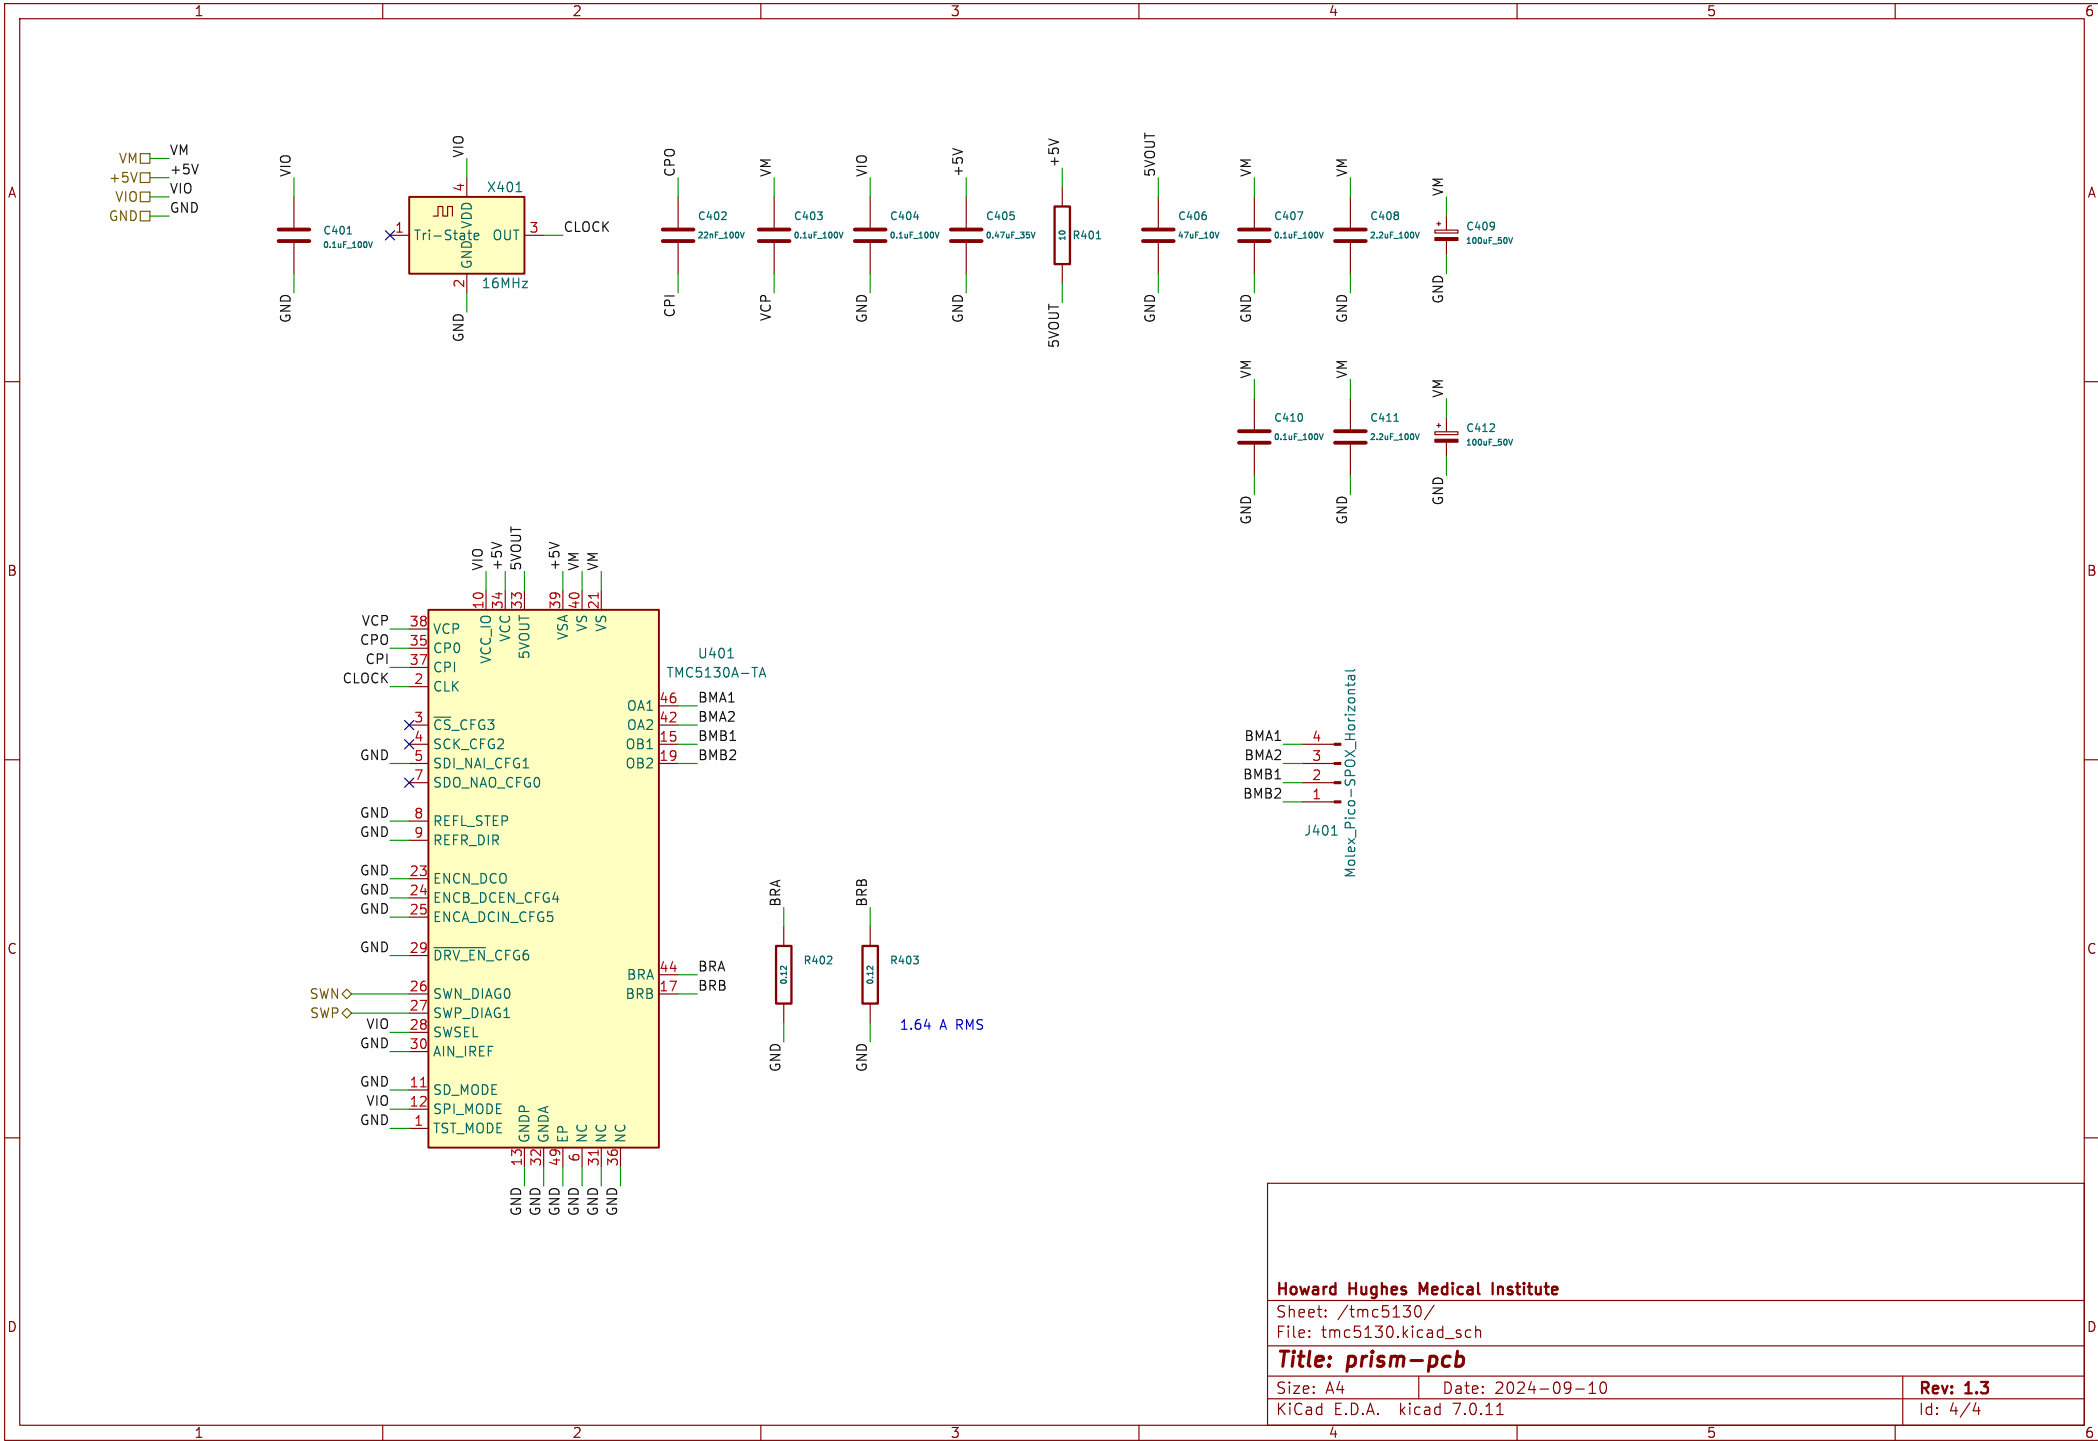 1 2 3 4 5 6
A
B
C
D
A
B
C
D
1 2 3 4 5 6
VM VM
+5V +5V
VIO VIO
GND GND
VIO
C401
0.1uF_100V
GND
VIO
4
X401
VDD
1 Tri-State OUT 3 CLOCK
GND
2
16MHz
GND
CPO
C402
22nF_100V
CPI
VM
C403
0.1uF_100V
VCP
VIO
C404
0.1uF_100V
GND
+5V
C405
0.47uF_35V
GND
+5V
10
R401
5VOUT
5VOUT
C406
47uF_10V
GND
VM
C407
0.1uF_100V
GND
VM
C408
2.2uF_100V
GND
VM
+
C409
100uF_50V
GND
VM
C410
0.1uF_100V
GND
VM
C411
2.2uF_100V
GND
VM
+
C412
100uF_50V
GND
VIO +5V 5VOUT +5V VM VM
10 34 33 39 40 21
VCC_IO VCC 5VOUT VSA VS VS
U401
TMC5130A-TA
VCP 38 VCP
CPO 35 CP0
CPI 37 CPI
CLOCK 2 CLK
3 CS_CFG3
4 SCK_CFG2
GND 5 SDI_NAI_CFG1
7 SDO_NAO_CFG0
GND 8 REFL_STEP
GND 9 REFR_DIR
GND 23 ENCN_DCO
GND 24 ENCB_DCEN_CFG4
GND 25 ENCA_DCIN_CFG5
GND 29 DRV_EN_CFG6
SWN 26 SWN_DIAG0
SWP 27 SWP_DIAG1
VIO 28 SWSEL
GND 30 AIN_IREF
GND 11 SD_MODE
VIO 12 SPI_MODE
GND 1 TST_MODE
OA1 46 BMA1
OA2 42 BMA2
OB1 15 BMB1
OB2 19 BMB2
BRA 44 BRA
BRB 17 BRB
GNDP GNDA EP NC NC NC
13 32 49 6 31 36
GND GND GND GND GND GND
BRA
0.12
R402
GND
BRB
0.12
R403
GND
1.64 A RMS
BMA1 4
BMA2 3
BMB1 2
BMB2 1
J401
Molex_Pico-SPOX_Horizontal
Howard Hughes Medical Institute
Sheet: /tmc5130/
File: tmc5130.kicad_sch
Title: prism-pcb
Size: A4 Date: 2024-09-10 Rev: 1.3
KiCad E.D.A. kicad 7.0.11 Id: 4/4